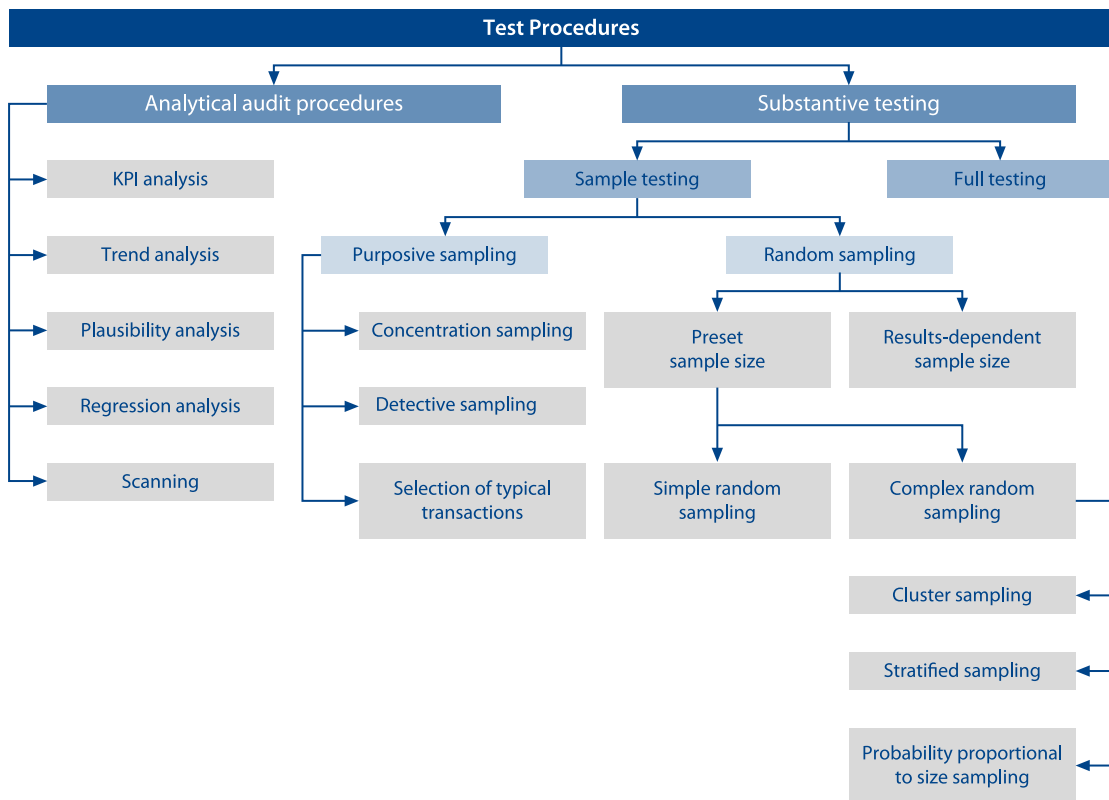 Test Procedures
Analytical audit procedures
Substantive testing
KPI analysis
Sample testing
Full testing
Trend analysis
Purposive sampling
Random sampling
Plausibility analysis
Concentration sampling
Preset
sample size
Results-dependent
sample size
Regression analysis
Detective sampling
Scanning
Selection of typical
transactions
Simple random
sampling
Complex random
sampling
Cluster sampling
Stratified sampling
Probability proportional
to size sampling